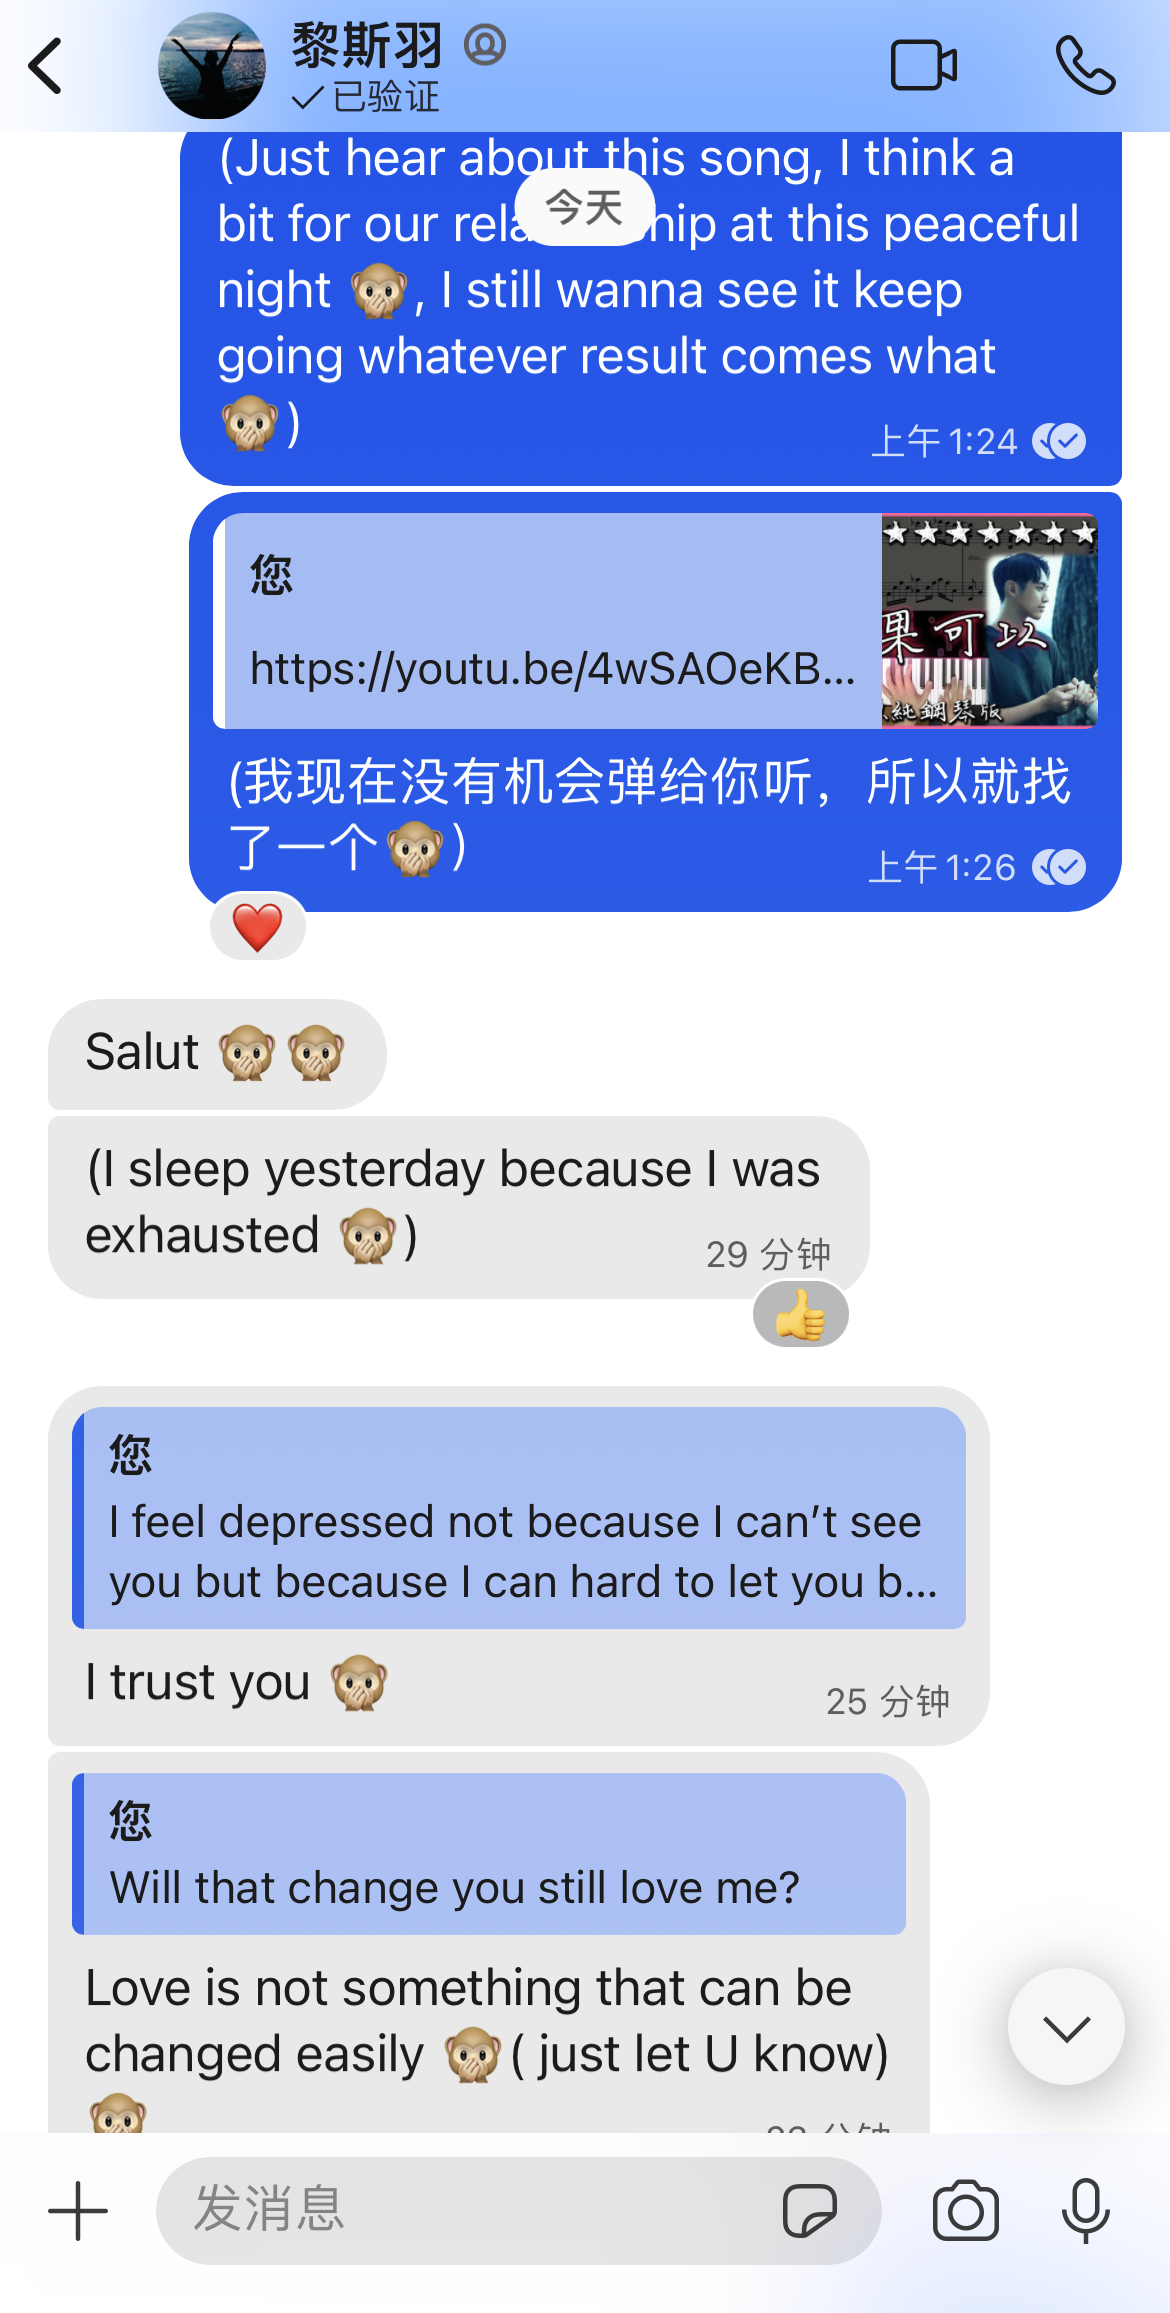 黎斯羽
已验证
(Just hear about this song, I think a
今天
bit for our rela hip at this peaceful
night 🙊, I still wanna see it keep
going whatever result comes what
🙊)
上午 1:24
您
https://youtu.be/4wSAOeKB...
果可以
純鋼琴版
(我现在没有机会弹给你听，所以就找
了一个🙊)
上午 1:26
Salut 🙊🙊
(I sleep yesterday because I was
exhausted 🙊)
29 分钟
您
I feel depressed not because I can't see
you but because I can hard to let you b...
I trust you 🙊
25 分钟
您
Will that change you still love me?
Love is not something that can be
changed easily 🙊( just let U know)
🙊
发消息